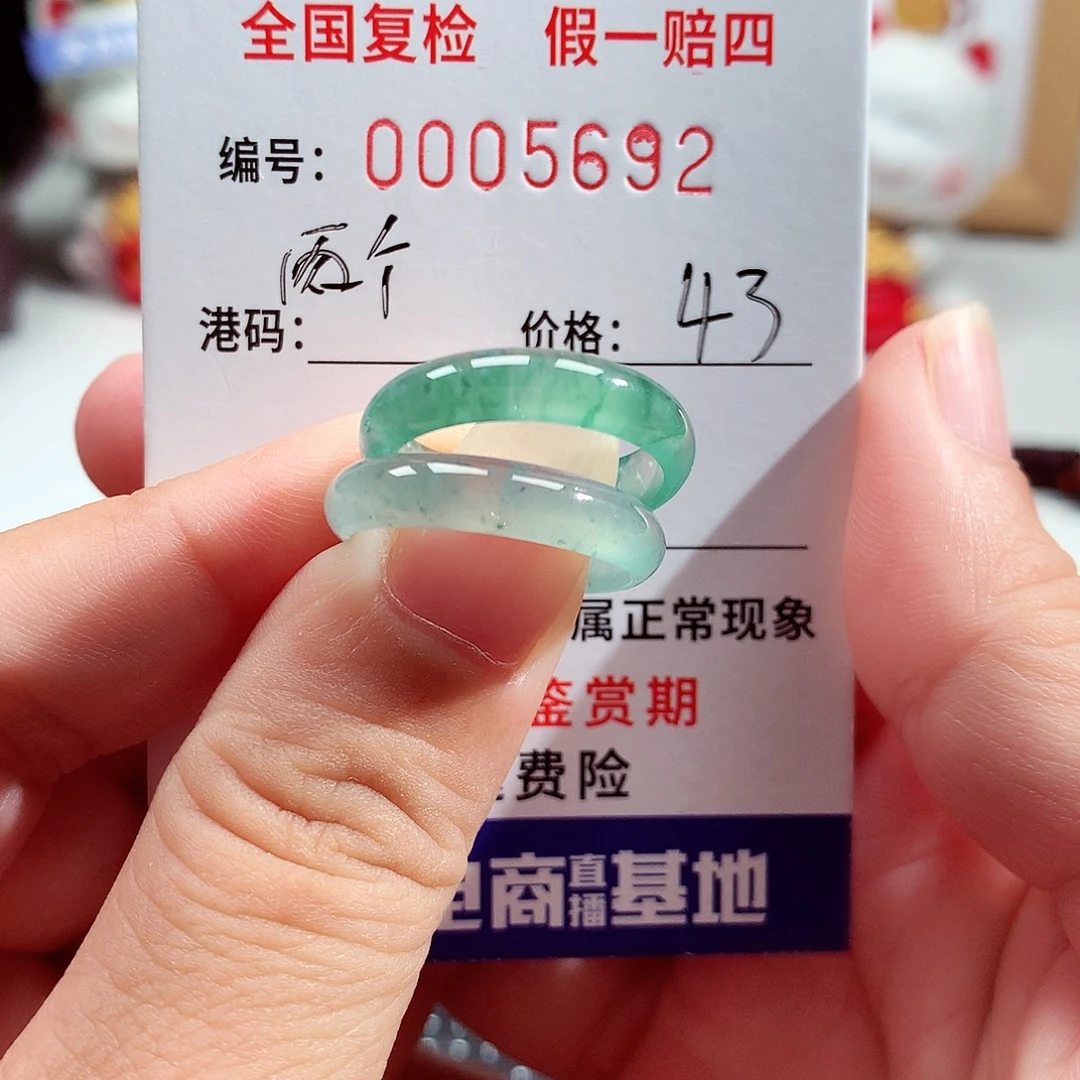 全国复检 假一赔四
编号：0005692
两个
港码： 价格：43
属正常现象
鉴赏期
费险
电商直播基地